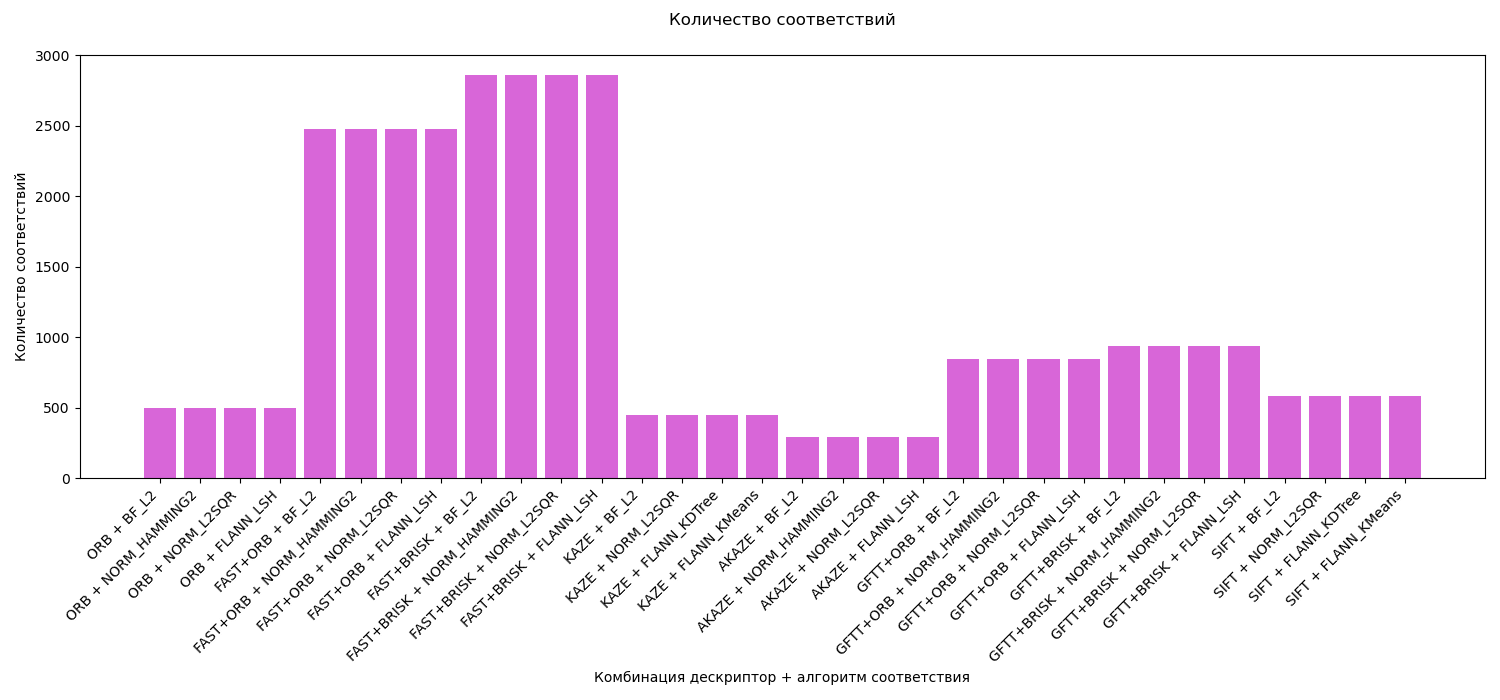 Количество соответствий
Количество соответствий
3000
2500
2000
1500
1000
500
0
ORB + BF_L2
ORB + NORM_HAMMING2
ORB + NORM_L2SQR
ORB + FLANN_LSH
FAST+ORB + BF_L2
FAST+ORB + NORM_HAMMING2
FAST+ORB + NORM_L2SQR
FAST+ORB + FLANN_LSH
FAST+BRISK + BF_L2
FAST+BRISK + NORM_HAMMING2
FAST+BRISK + NORM_L2SQR
FAST+BRISK + FLANN_LSH
KAZE + BF_L2
KAZE + NORM_L2SQR
KAZE + FLANN_KDTree
KAZE + FLANN_KMeans
AKAZE + BF_L2
AKAZE + NORM_HAMMING2
AKAZE + NORM_L2SQR
AKAZE + FLANN_LSH
GFTT+ORB + BF_L2
GFTT+ORB + NORM_HAMMING2
GFTT+ORB + NORM_L2SQR
GFTT+ORB + FLANN_LSH
GFTT+BRISK + BF_L2
GFTT+BRISK + NORM_HAMMING2
GFTT+BRISK + NORM_L2SQR
GFTT+BRISK + FLANN_LSH
SIFT + BF_L2
SIFT + NORM_L2SQR
SIFT + FLANN_KDTree
SIFT + FLANN_KMeans
Комбинация дескриптор + алгоритм соответствия